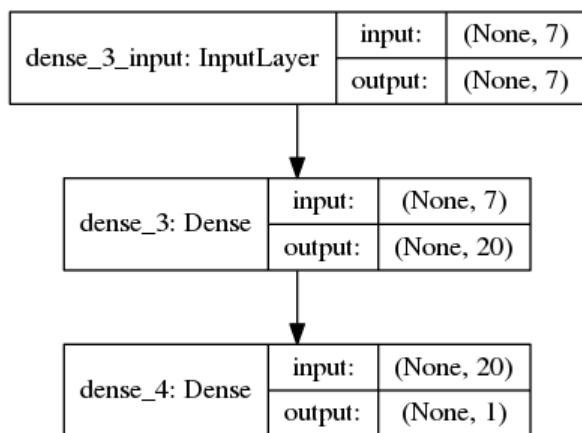 dense_3_input: InputLayer
input: (None, 7)
output: (None, 7)
dense_3: Dense
input: (None, 7)
output: (None, 20)
dense_4: Dense
input: (None, 20)
output: (None, 1)